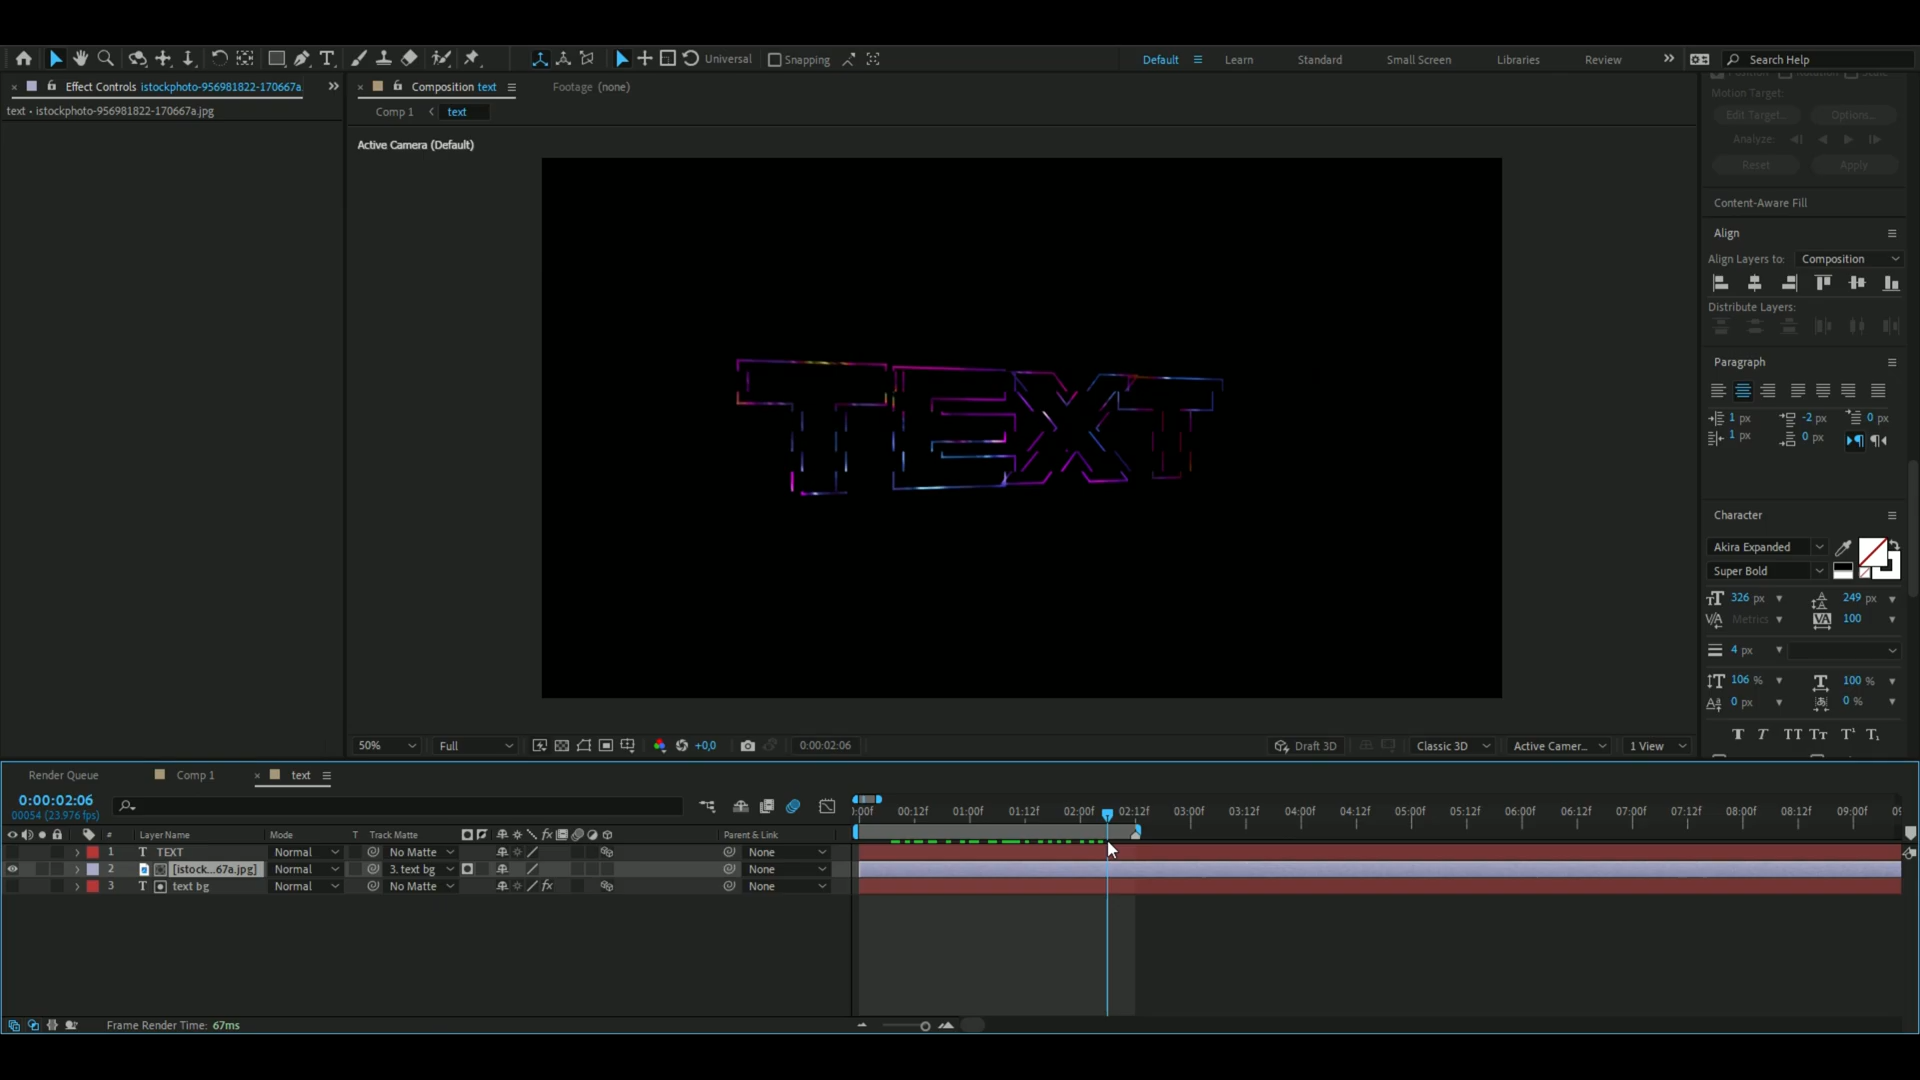 Universal
Snapping
Default
Learn
Standard
Small Screen
Libraries
Review
Search Help
Effect Controls istockphoto-956981822-170667a.
Composition text
Footage (none)
text • istockphoto-956981822-170667a.jpg
Comp 1
text
Active Camera (Default)
TEXT
Motion Target:
Edit Target...
Options...
Analyze:
Reset
Apply
Content-Aware Fill
Align
Align Layers to:
Composition
Distribute Layers:
Paragraph
1 px
-2 px
0 px
1 px
0 px
Character
Akira Expanded
Super Bold
326 px
249 px
Metrics
100
4 px
106 %
100 %
0 px
0 %
50%
Full
+0,0
0:00:02:06
Draft 3D
Classic 3D
Active Camer...
1 View
Render Queue
Comp 1
text
0:00:02:06
00054 (23.976 fps)
:00f
00:12f
01:00f
01:12f
02:00f
02:12f
03:00f
03:12f
04:00f
04:12f
05:00f
05:12f
06:00f
06:12f
07:00f
07:12f
08:00f
08:12f
09:00f
#
Layer Name
Mode
T
Track Matte
fx
Parent & Link
1
T
TEXT
Normal
No Matte
None
2
[istock...67a.jpg]
Normal
3. text bg
None
3
T
text bg
Normal
No Matte
fx
None
Frame Render Time: 67ms